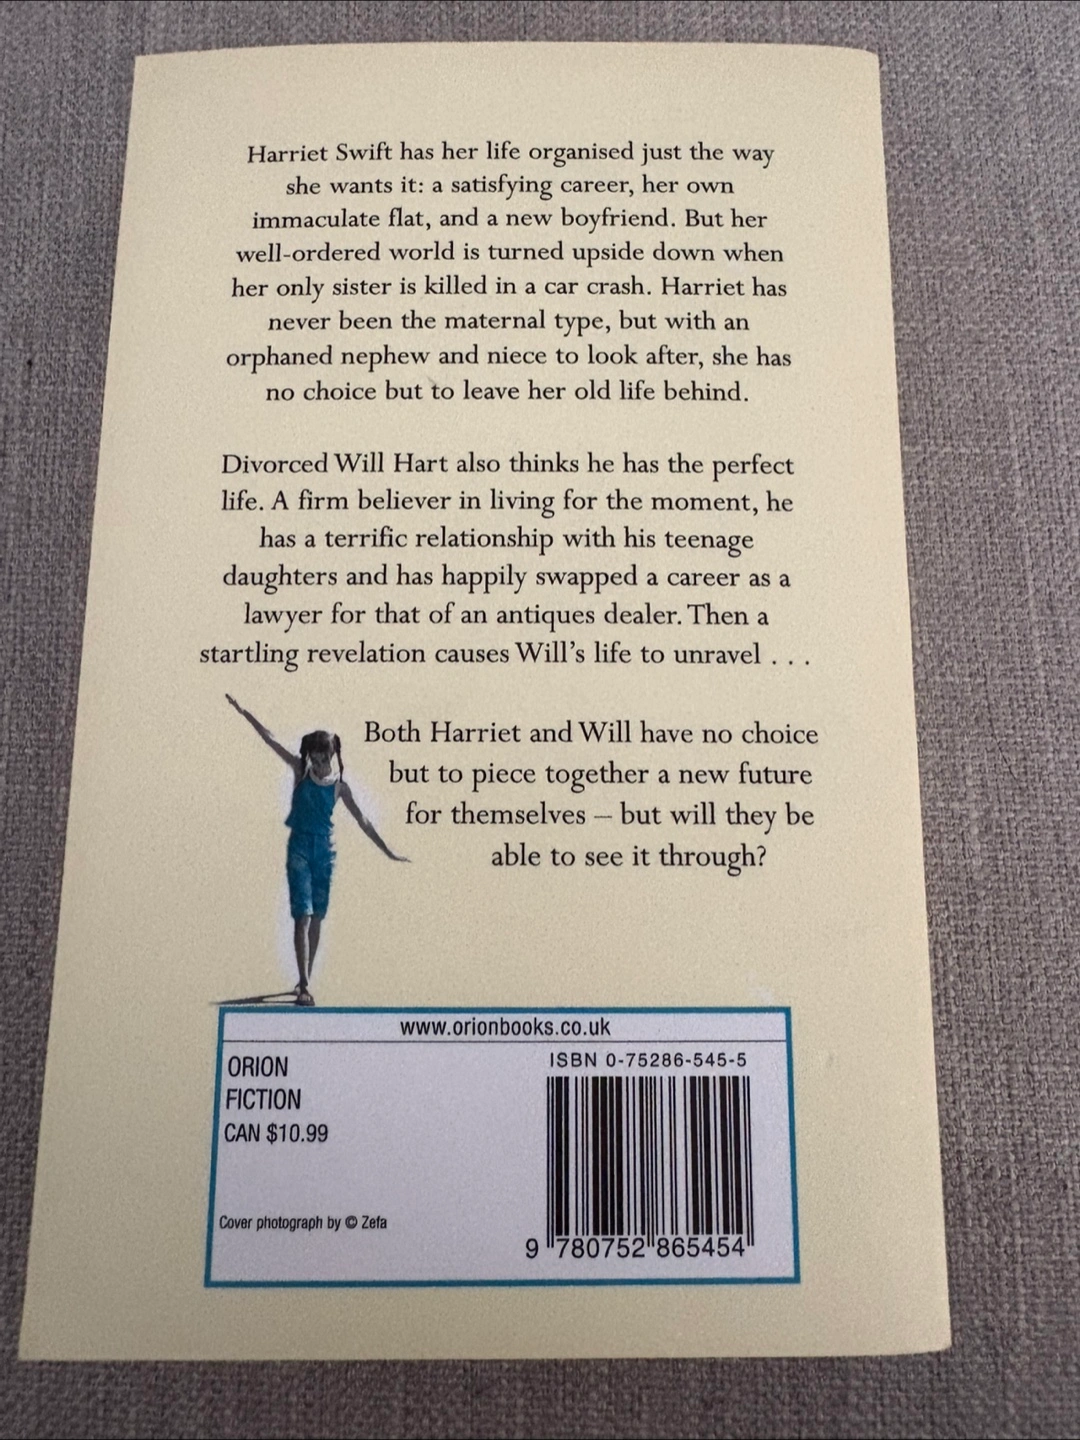 Harriet Swift has her life organised just the way
she wants it: a satisfying career, her own
immaculate flat, and a new boyfriend. But her
well-ordered world is turned upside down when
her only sister is killed in a car crash. Harriet has
never been the maternal type, but with an
orphaned nephew and niece to look after, she has
no choice but to leave her old life behind.
Divorced Will Hart also thinks he has the perfect
life. A firm believer in living for the moment, he
has a terrific relationship with his teenage
daughters and has happily swapped a career as a
lawyer for that of an antiques dealer. Then a
startling revelation causes Will's life to unravel . . .
Both Harriet and Will have no choice
but to piece together a new future
for themselves – but will they be
able to see it through?
www.orionbooks.co.uk
ORION
FICTION
CAN $10.99
Cover photograph by © Zefa
ISBN 0-75286-545-5
9 780752 865454